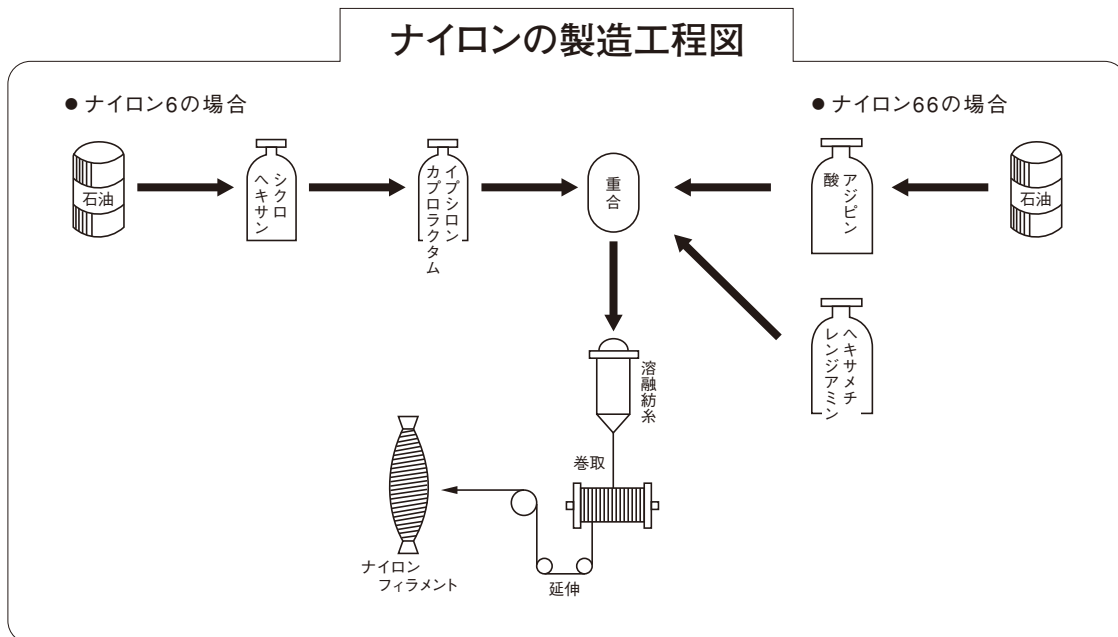 ナイロンの製造工程図
● ナイロン6の場合
石油
シクロ
ヘキサン
イプシロン
カプロラクタム
重合
● ナイロン66の場合
アジピン
酸
石油
ヘキサメチ
レンジアミン
溶融紡糸
巻取
延伸
ナイロン
フィラメント